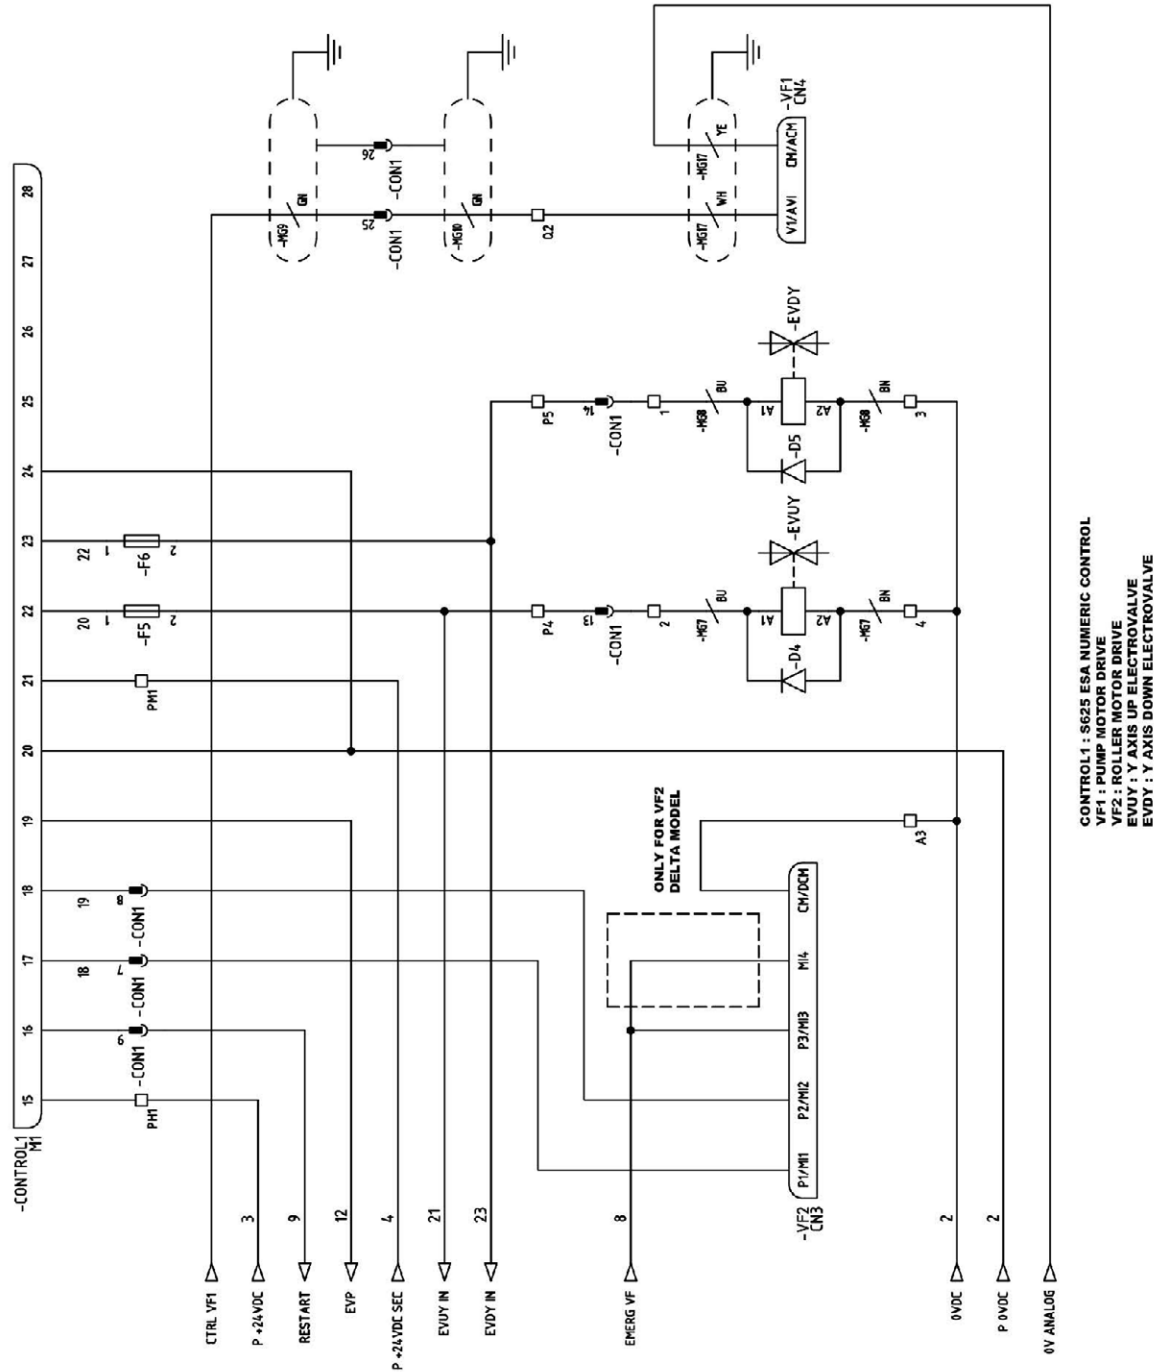 -CONTROL1
M1
15
16
17
18
19
20
21
22
23
24
25
26
27
28
18
19
20
22
PH1
9
-CON1
7
-CON1
8
-CON1
PM1
1
-F5
2
1
-F6
2
-MG9
GN
25
-CON1
26
-CON1
-MG10
GN
Q2
-MG17
WH
-MG17
YE
V1/AVI
CM/ACM
-VF1
CN4
P4
13
-CON1
2
-MG7
BU
A1
A2
-D4
-EVUY
-MG7
BN
4
P5
14
-CON1
1
-MG8
BU
A1
A2
-D5
-EVDY
-MG8
BN
3
ONLY FOR VF2
DELTA MODEL
A3
P1/MI1
P2/MI2
P3/MI3
MI4
CM/DCM
-VF2
CN3
CTRL VF1
P +24VDC
3
RESTART
9
EVP
12
P +24VDC SEC
4
EVUY IN
21
EVDY IN
23
EMERG VF
8
0VDC
2
P 0VDC
2
0V ANALOG
CONTROL1 : S625 ESA NUMERIC CONTROL
VF1 : PUMP MOTOR DRIVE
VF2 : ROLLER MOTOR DRIVE
EVUY : Y AXIS UP ELECTROVALVE
EVDY : Y AXIS DOWN ELECTROVALVE